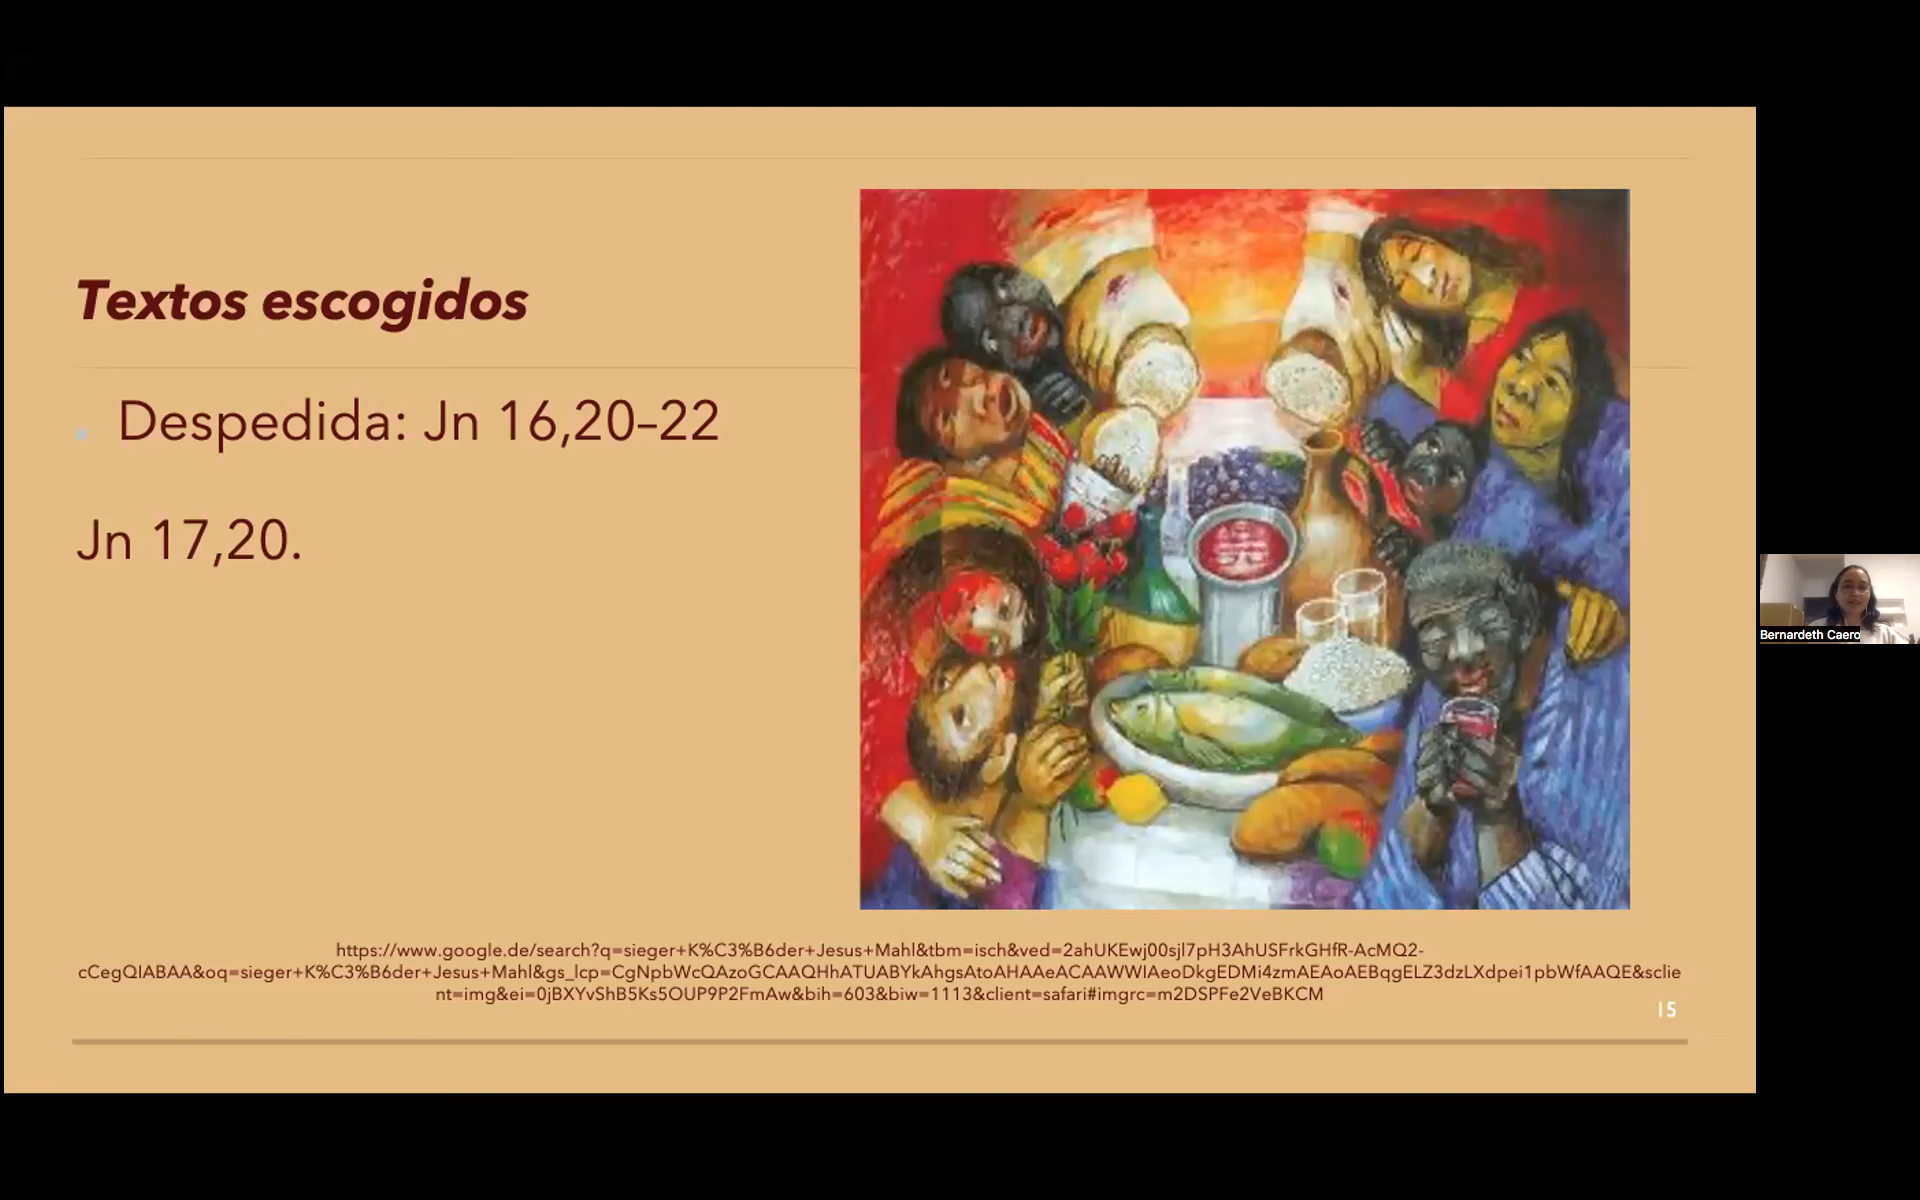 Textos escogidos
Despedida: Jn 16,20–22
Jn 17,20.
https://www.google.de/search?q=sieger+K%C3%B6der+Jesus+Mahl&tbm=isch&ved=2ahUKEwj00sjl7pH3AhUSFrkGHfR-AcMQ2-
cCegQIABAA&oq=sieger+K%C3%B6der+Jesus+Mahl&gs_lcp=CgNpbWcQAzoGCAAQHhATUABYkAhgsAtoAHAAeACAAWWIAeoDkgEDMi4zmAEAoAEBqgELZ3dzLXdpei1pbWfAAQE&sclie
nt=img&ei=0jBXYvShB5Ks5OUP9P2FmAw&bih=603&biw=1113&client=safari#imgrc=m2DSPFe2VeBKCM
15
Bernardeth Caero